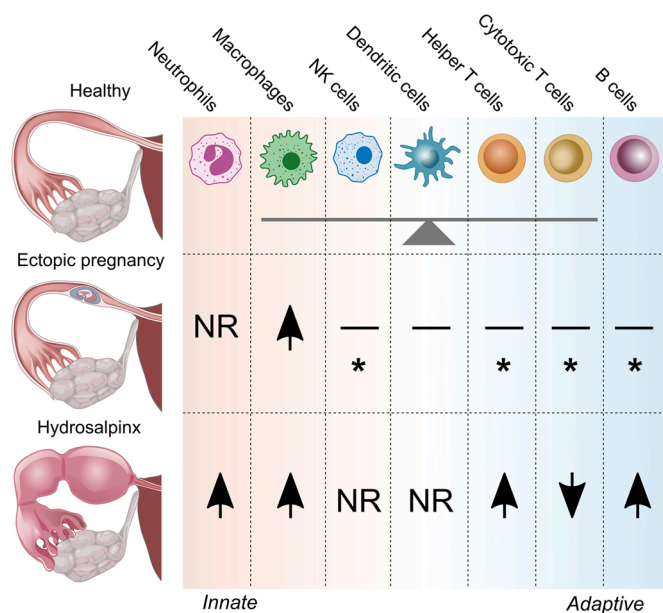 Neutrophils
Macrophages
NK cells
Dendritic cells
Helper T cells
Cytotoxic T cells
B cells
Healthy
Ectopic pregnancy
NR
*
*
*
*
Hydrosalpinx
NR
NR
Innate
Adaptive